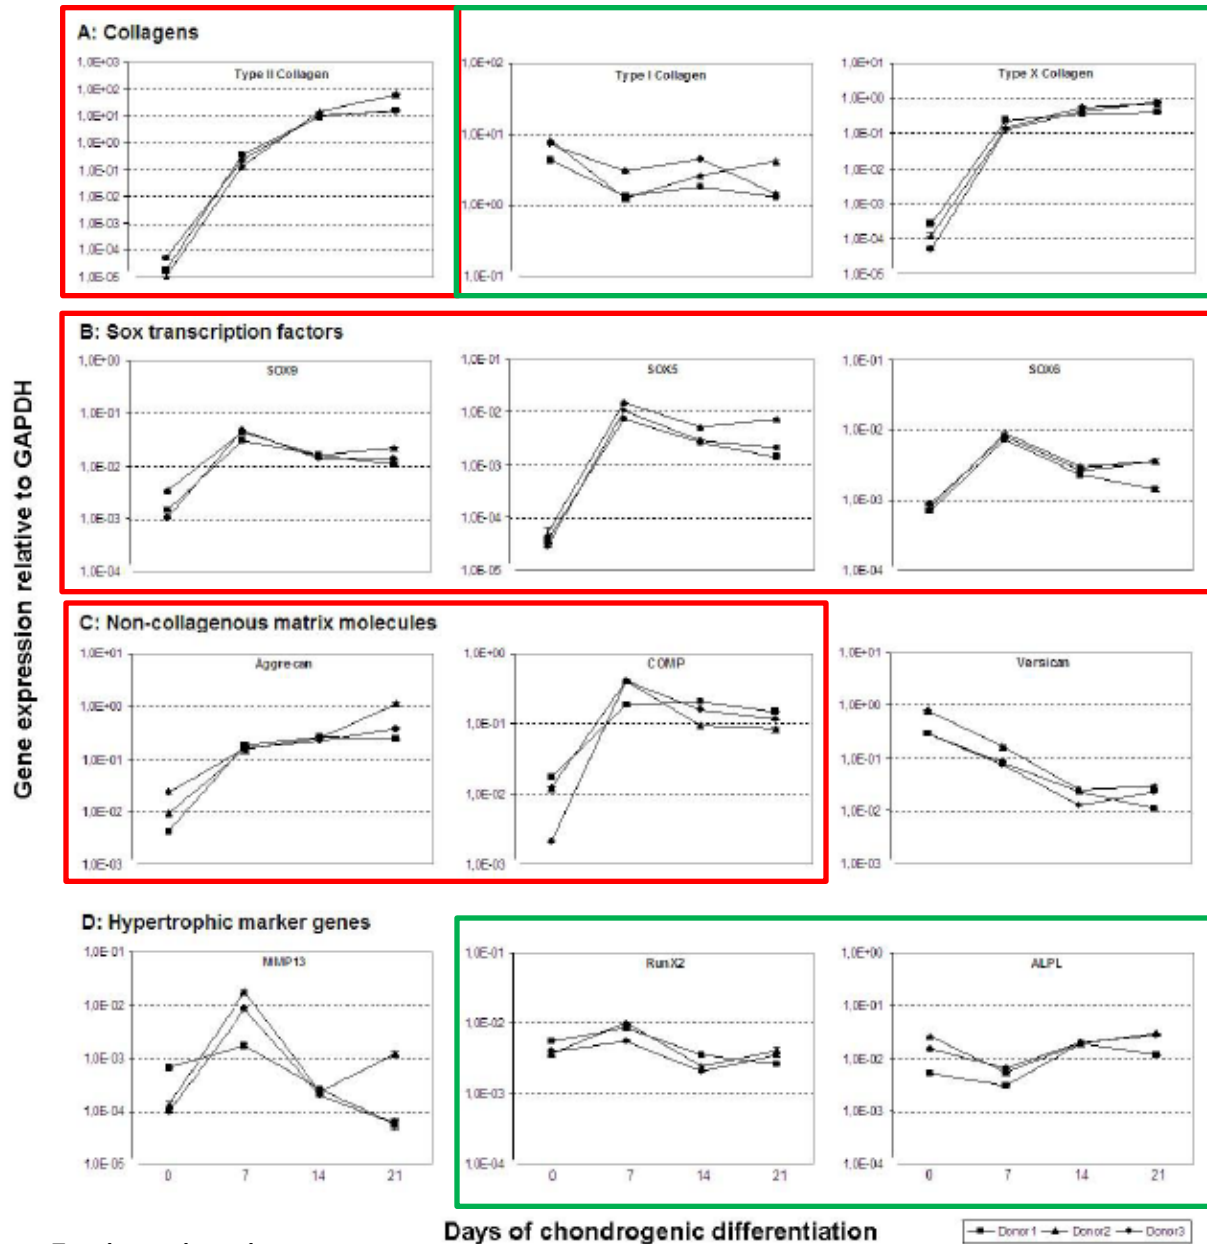 A: Collagens
Type II Collagen
1,0E+03
1,0E+02
1,0E+01
1,0E+00
1,0E-01
1,0E-02
1,0E-03
1,0E-04
1,0E-05
Type I Collagen
1,0E+02
1,0E+01
1,0E+00
1,0E-01
Type X Collagen
1,0E+01
1,0E+00
1,0E-01
1,0E-02
1,0E-03
1,0E-04
1,0E-05
Gene expression relative to GAPDH
B: Sox transcription factors
SOX9
1,0E+00
1,0E-01
1,0E-02
1,0E-03
1,0E-04
SOX5
1,0E-01
1,0E-02
1,0E-03
1,0E-04
1,0E-05
SOX6
1,0E-01
1,0E-02
1,0E-03
1,0E-04
C: Non-collagenous matrix molecules
Aggrecan
1,0E+01
1,0E+00
1,0E-01
1,0E-02
1,0E-03
COMP
1,0E+00
1,0E-01
1,0E-02
1,0E-03
Versican
1,0E+01
1,0E+00
1,0E-01
1,0E-02
1,0E-03
D: Hypertrophic marker genes
MMP13
1,0E-01
1,0E-02
1,0E-03
1,0E-04
1,0E-05
0 7 14 21
RunX2
1,0E-01
1,0E-02
1,0E-03
1,0E-04
0 7 14 21
ALPL
1,0E+00
1,0E-01
1,0E-02
1,0E-03
1,0E-04
0 7 14 21
Days of chondrogenic differentiation
Donor1 Donor2 Donor3